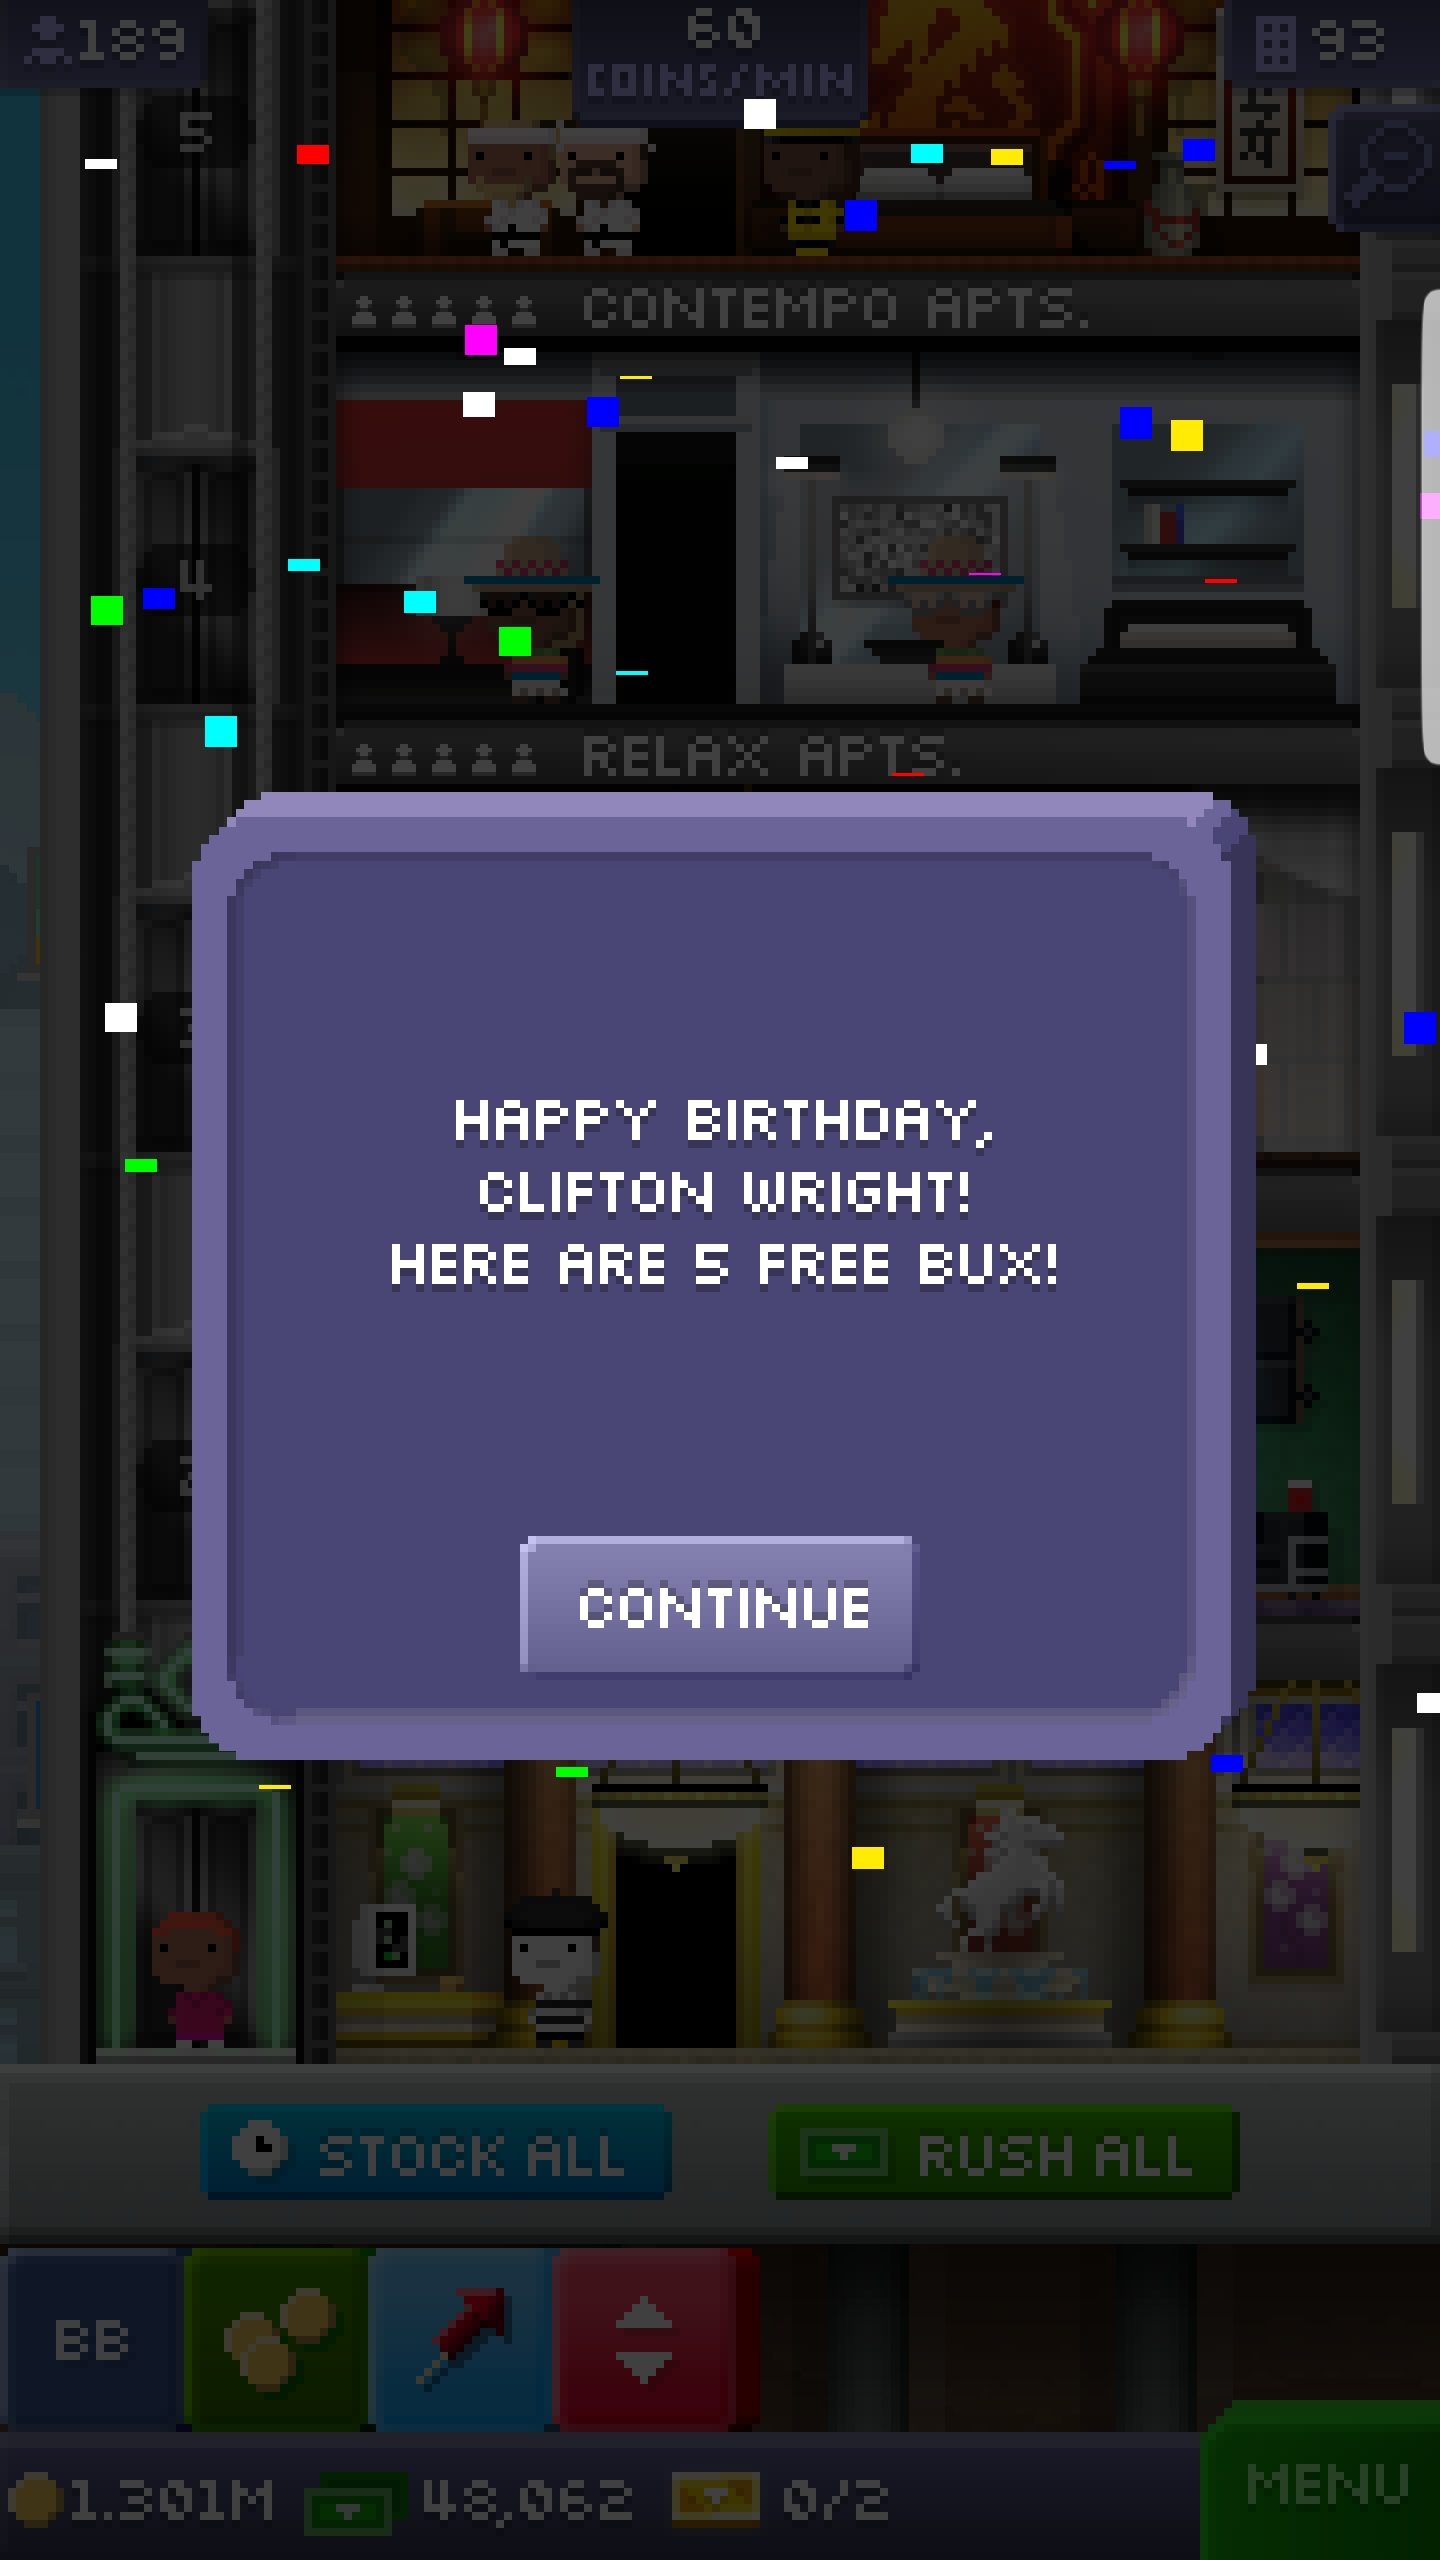 189
60
COINS/MIN
93
5
CONTEMPO APTS.
4
RELAX APTS.
HAPPY BIRTHDAY,
CLIFTON WRIGHT!
HERE ARE 5 FREE BUX!
CONTINUE
STOCK ALL
RUSH ALL
BB
1.301M
48,062
0/2
MENU